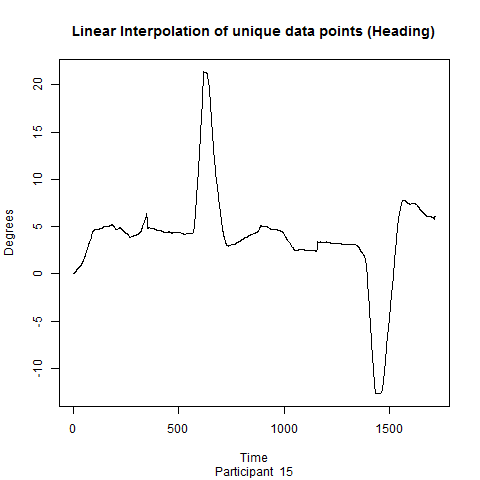 Linear Interpolation of unique data points (Heading)
20
15
10
5
0
-5
-10
Degrees
0 500 1000 1500
Time
Participant 15